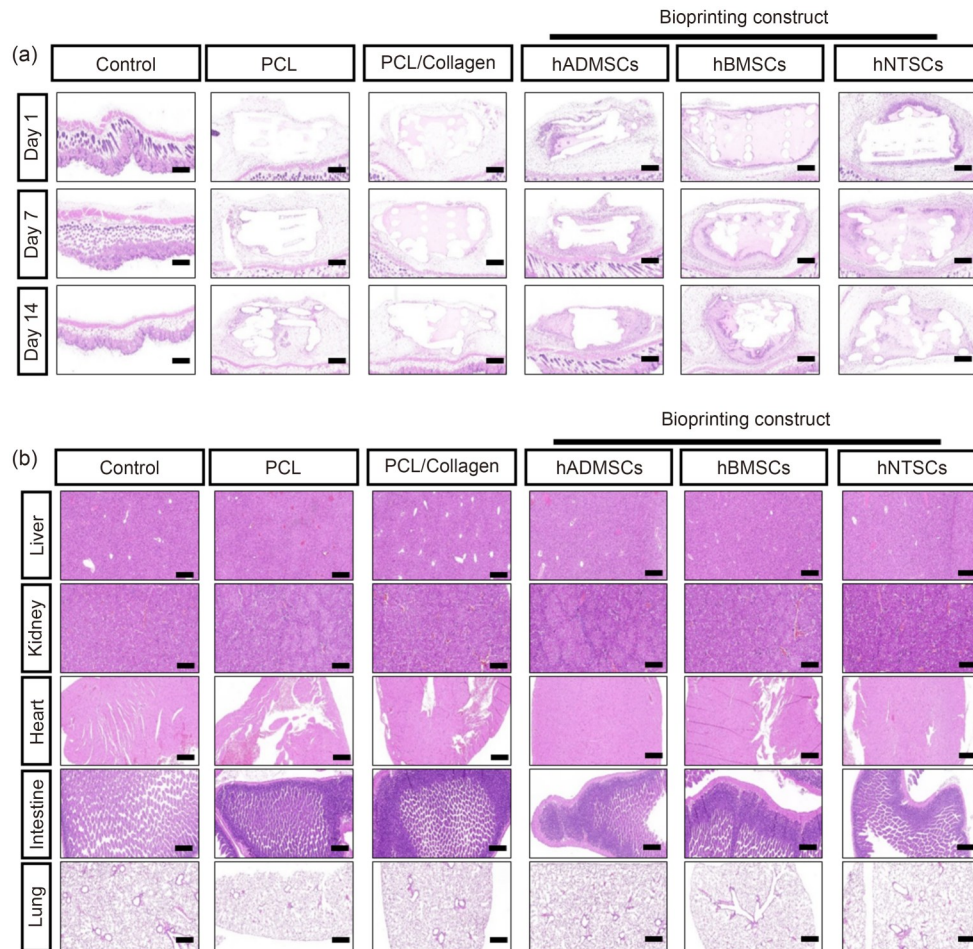 Bioprinting construct
(a)
Control PCL PCL/Collagen hADMSCs hBMSCs hNTSCs
Day 1
Day 7
Day 14
Bioprinting construct
(b)
Control PCL PCL/Collagen hADMSCs hBMSCs hNTSCs
Liver
Kidney
Heart
Intestine
Lung